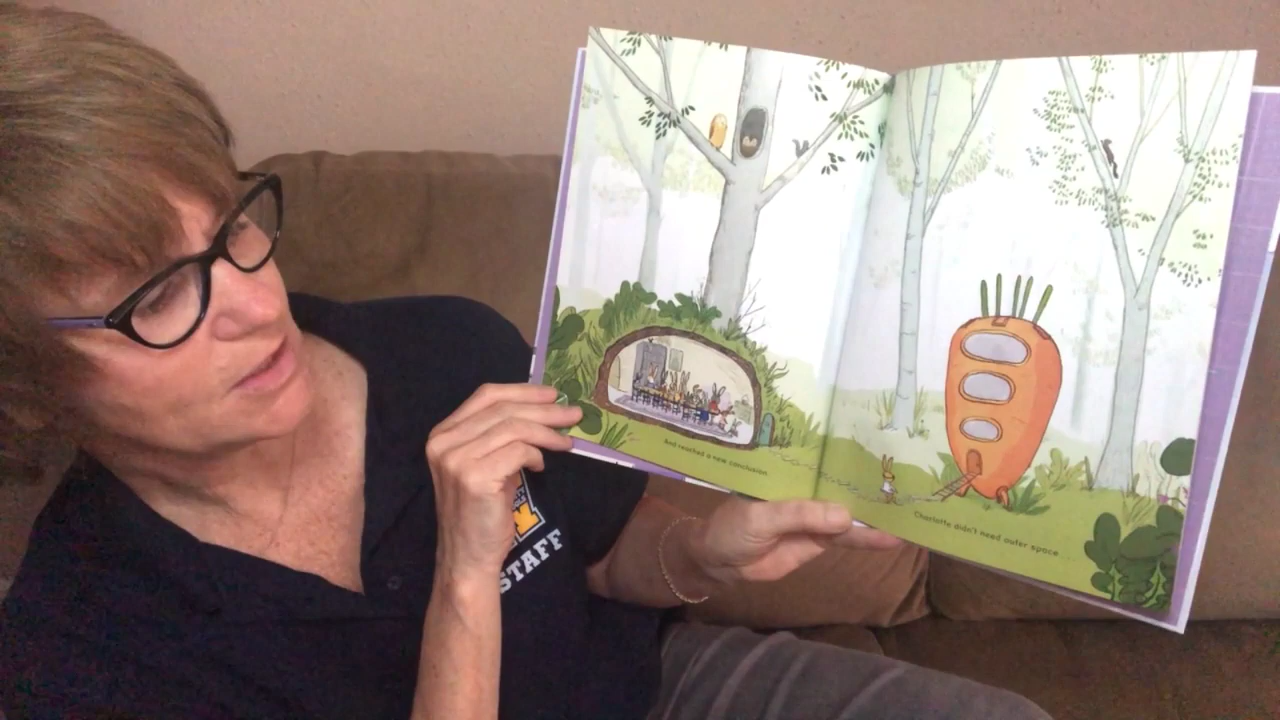 And reached a new conclusion.
Charlotte didn't need outer space...
STAFF